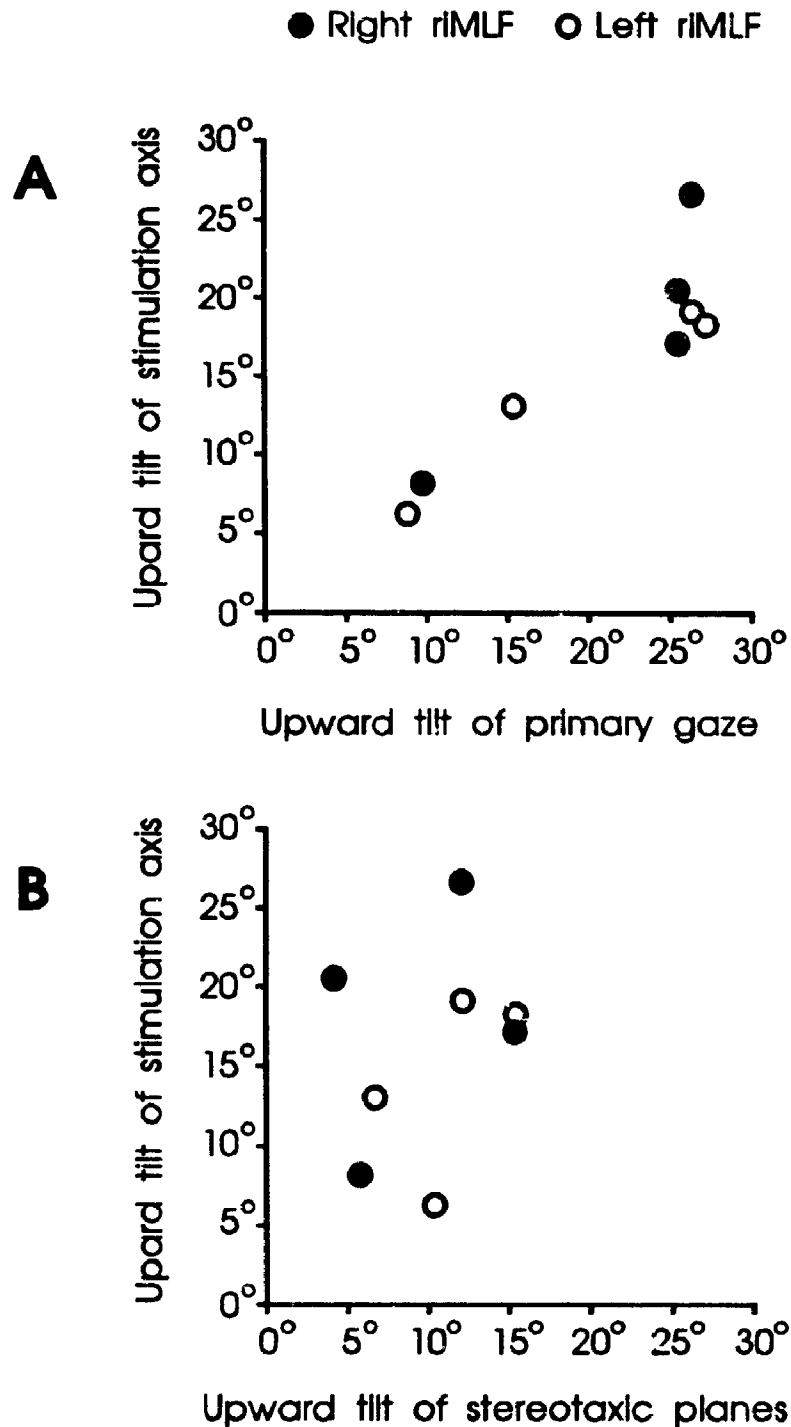 ● Right riMLF ○ Left riMLF
A
Upard tilt of stimulation axis
30°
25°
20°
15°
10°
5°
0°
0° 5° 10° 15° 20° 25° 30°
Upward tilt of primary gaze
B
Upard tilt of stimulation axis
30°
25°
20°
15°
10°
5°
0°
0° 5° 10° 15° 20° 25° 30°
Upward tilt of stereotaxic planes